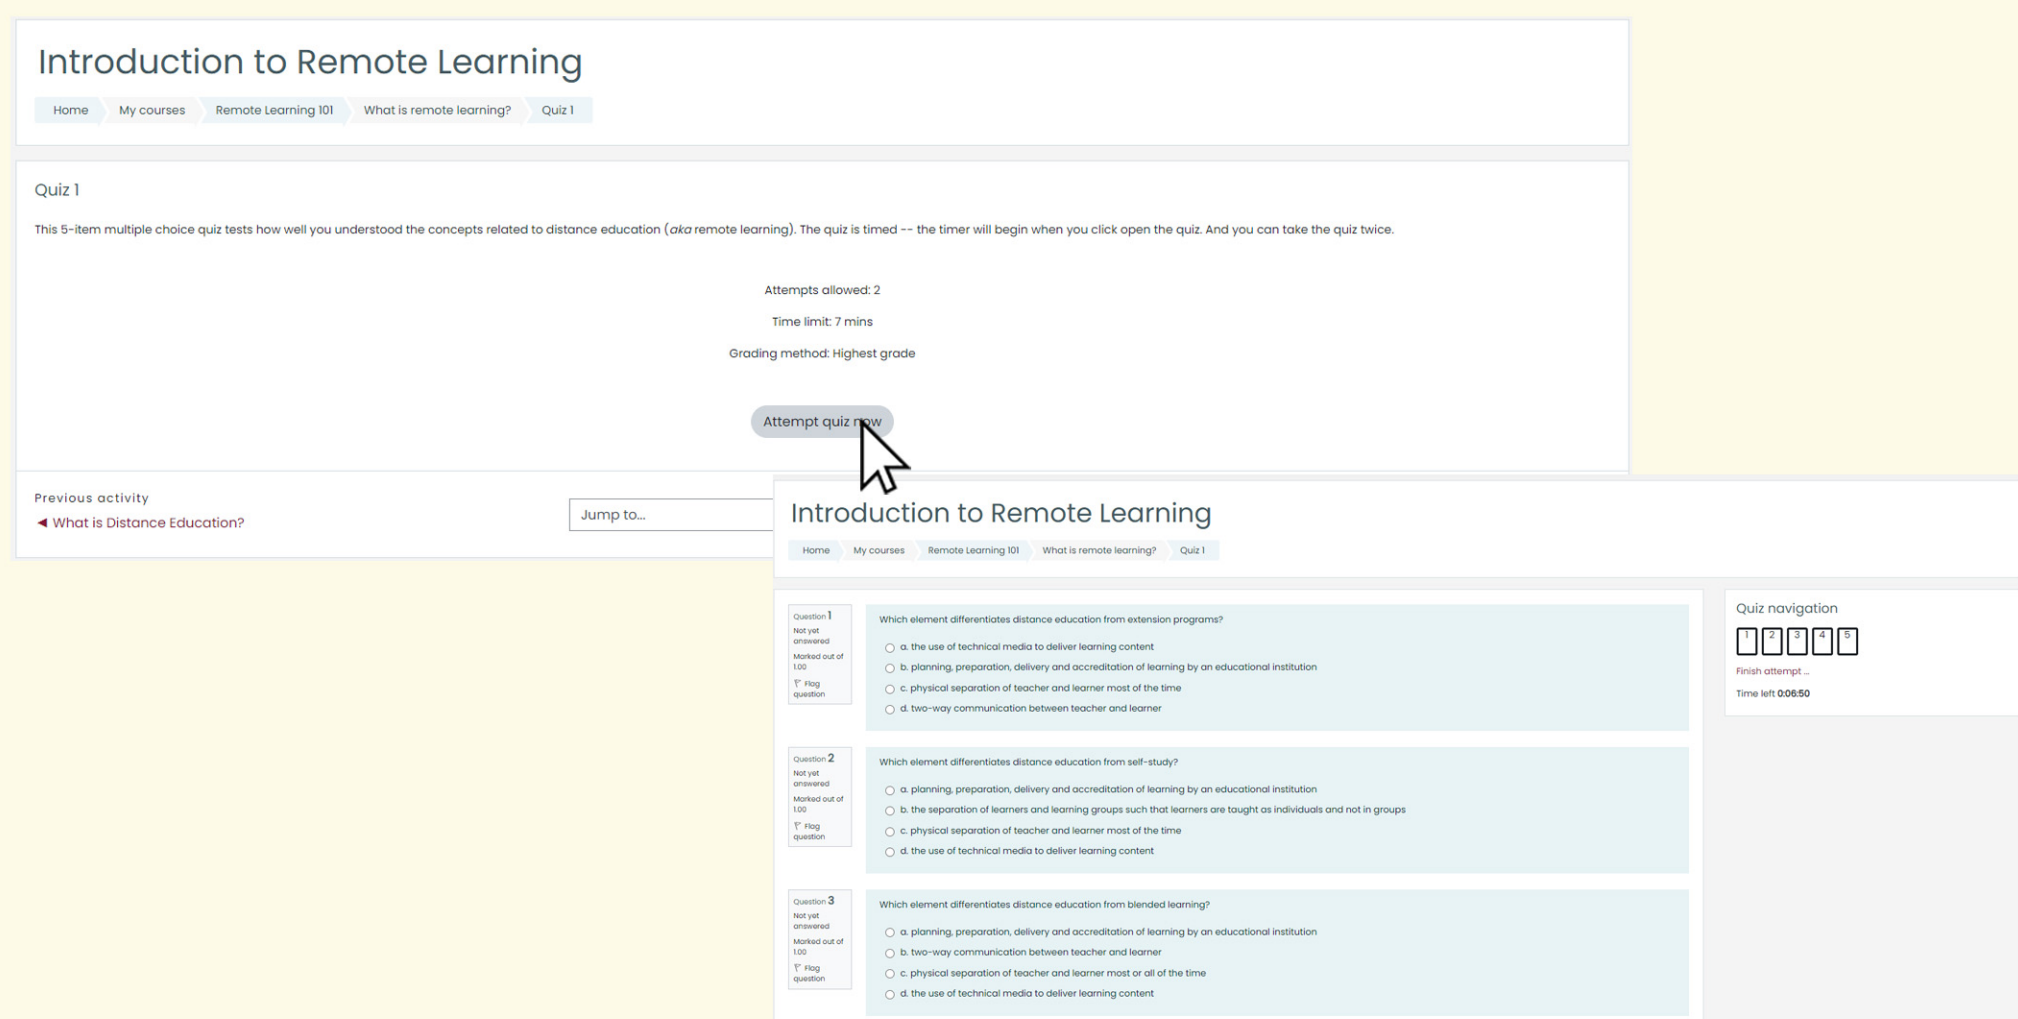 Introduction to Remote Learning
Home
My courses
Remote Learning 101
What is remote learning?
Quiz 1
Quiz 1
This 5-item multiple choice quiz tests how well you understood the concepts related to distance education (aka remote learning). The quiz is timed -- the timer will begin when you click open the quiz. And you can take the quiz twice.
Attempts allowed: 2
Time limit: 7 mins
Grading method: Highest grade
Attempt quiz now
Previous activity
◄ What is Distance Education?
Jump to...
Introduction to Remote Learning
Home
My courses
Remote Learning 101
What is remote learning?
Quiz 1
Question 1
Not yet
answered
Marked out of
1.00
Flag
question
Which element differentiates distance education from extension programs?
a. the use of technical media to deliver learning content
b. planning, preparation, delivery and accreditation of learning by an educational institution
c. physical separation of teacher and learner most of the time
d. two-way communication between teacher and learner
Question 2
Not yet
answered
Marked out of
1.00
Flag
question
Which element differentiates distance education from self-study?
a. planning, preparation, delivery and accreditation of learning by an educational institution
b. the separation of learners and learning groups such that learners are taught as individuals and not in groups
c. physical separation of teacher and learner most of the time
d. the use of technical media to deliver learning content
Question 3
Not yet
answered
Marked out of
1.00
Flag
question
Which element differentiates distance education from blended learning?
a. planning, preparation, delivery and accreditation of learning by an educational institution
b. two-way communication between teacher and learner
c. physical separation of teacher and learner most or all of the time
d. the use of technical media to deliver learning content
Quiz navigation
1 2 3 4 5
Finish attempt ...
Time left 0:06:50